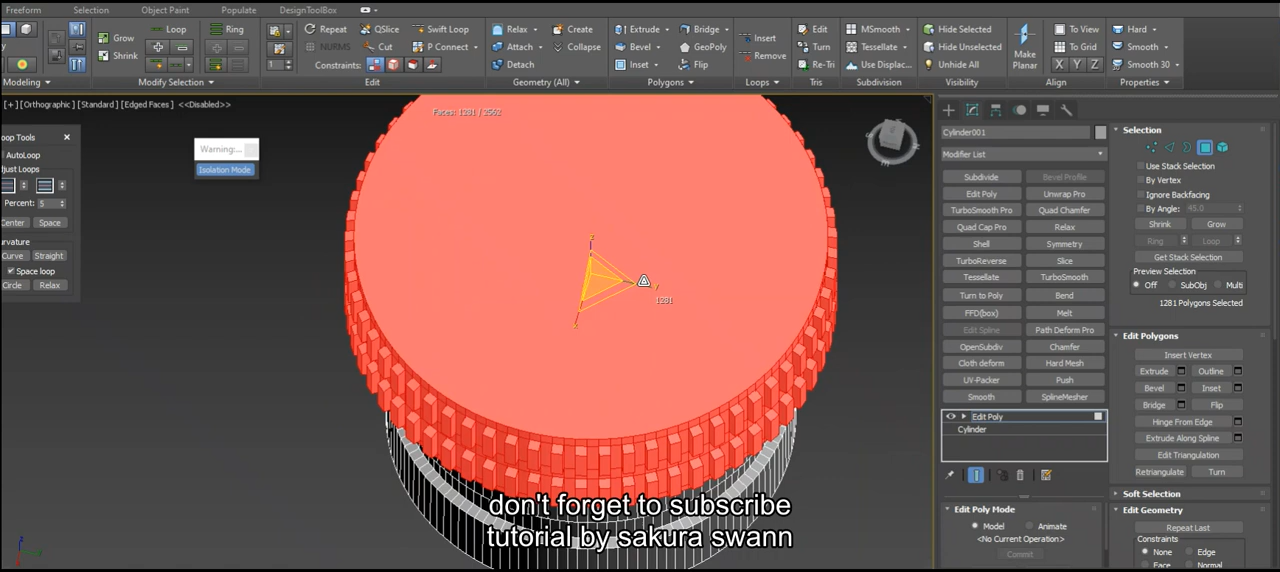 Freeform Selection Object Paint Populate DesignToolBox
Grow Loop Ring Repeat QSlice Swift Loop Relax Create Extrude Bridge Insert Edit MSmooth Hide Selected To View Hard
Shrink NURMS Cut P Connect Attach Collapse Bevel GeoPoly Remove Turn Tessellate Hide Unselected Make Planar To Grid Smooth
1 Constraints: Detach Inset Flip Re-Tri Use Displac... Unhide All X Y Z Smooth 30
Modeling Modify Selection Edit Geometry (All) Polygons Loops Tris Subdivision Visibility Align Properties
[+] [Orthographic] [Standard] [Edged Faces] <<Disabled>>
Faces: 1281 / 2562
oop Tools
AutoLoop
djust Loops
Percent: 5
Center Space
urvature
Curve Straight
Space loop
Circle Relax
Warning:...
Isolation Mode
z
y
x
1281
don't forget to subscribe
tutorial by sakura swann
Cylinder001
Modifier List
Subdivide Bevel Profile
Edit Poly Unwrap Pro
TurboSmooth Pro Quad Chamfer
Quad Cap Pro Relax
Shell Symmetry
TurboReverse Slice
Tessellate TurboSmooth
Turn to Poly Bend
FFD(box) Melt
Edit Spline Path Deform Pro
OpenSubdiv Chamfer
Cloth deform Hard Mesh
UV-Packer Push
Smooth SplineMesher
Edit Poly
Cylinder
Edit Poly Mode
Model Animate
<No Current Operation>
Commit
Selection
Use Stack Selection
By Vertex
Ignore Backfacing
By Angle: 45.0
Shrink Grow
Ring Loop
Get Stack Selection
Preview Selection
Off SubObj Multi
1281 Polygons Selected
Edit Polygons
Insert Vertex
Extrude Outline
Bevel Inset
Bridge Flip
Hinge From Edge
Extrude Along Spline
Edit Triangulation
Retriangulate Turn
Soft Selection
Edit Geometry
Repeat Last
Constraints
None Edge
Face Normal